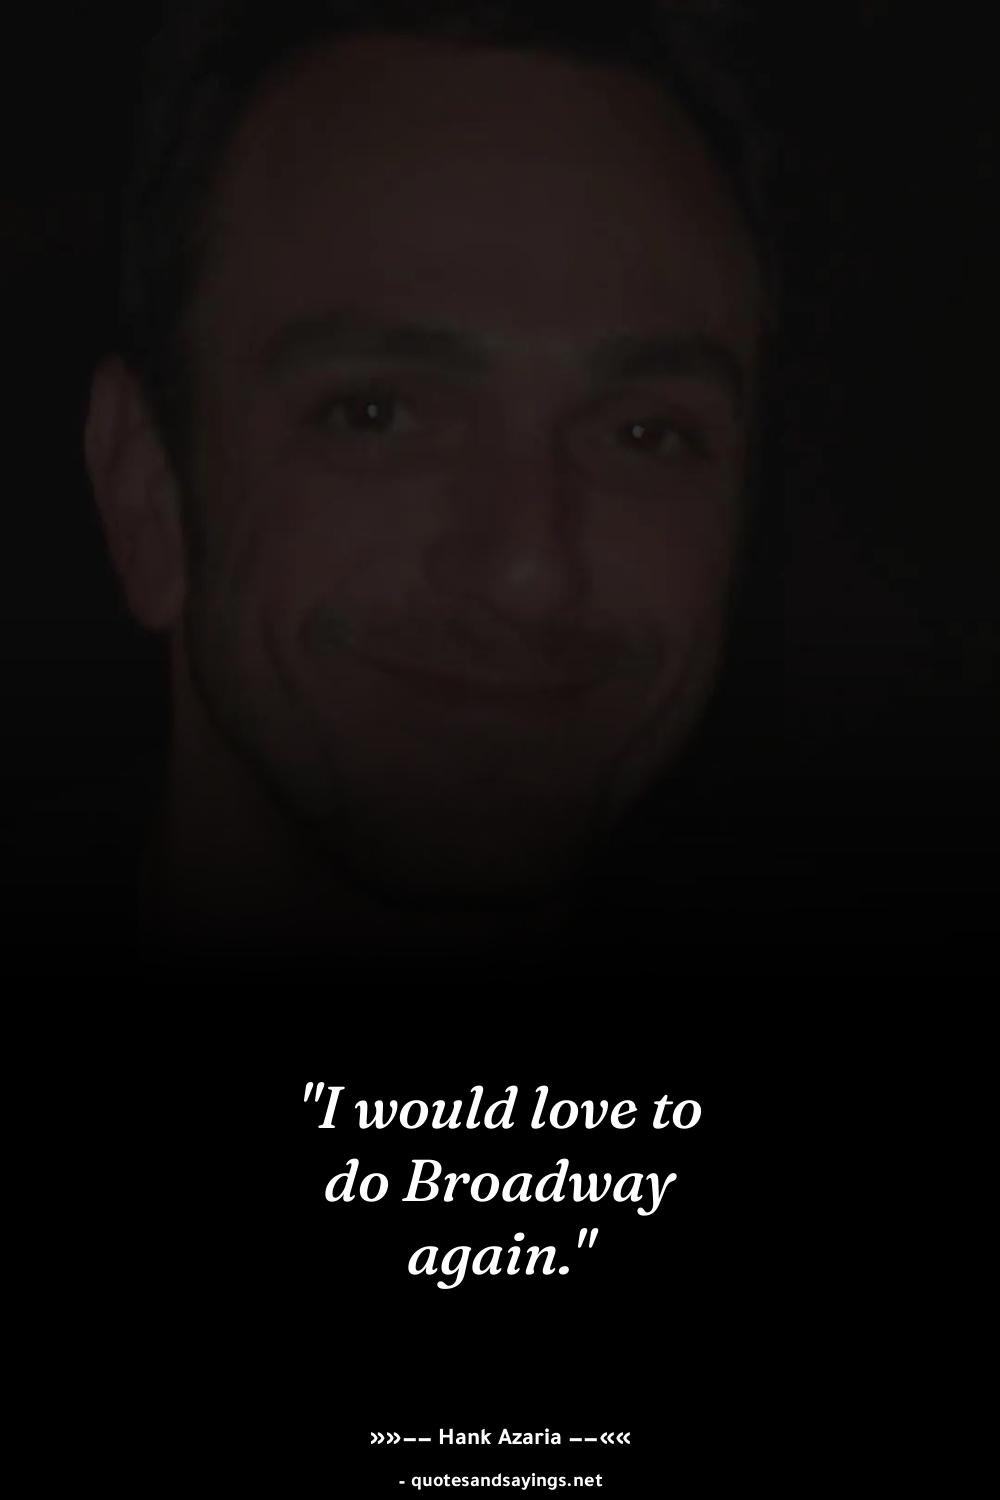 "I would love to
do Broadway
again."
»»−− Hank Azaria −−««
- quotesandsayings.net